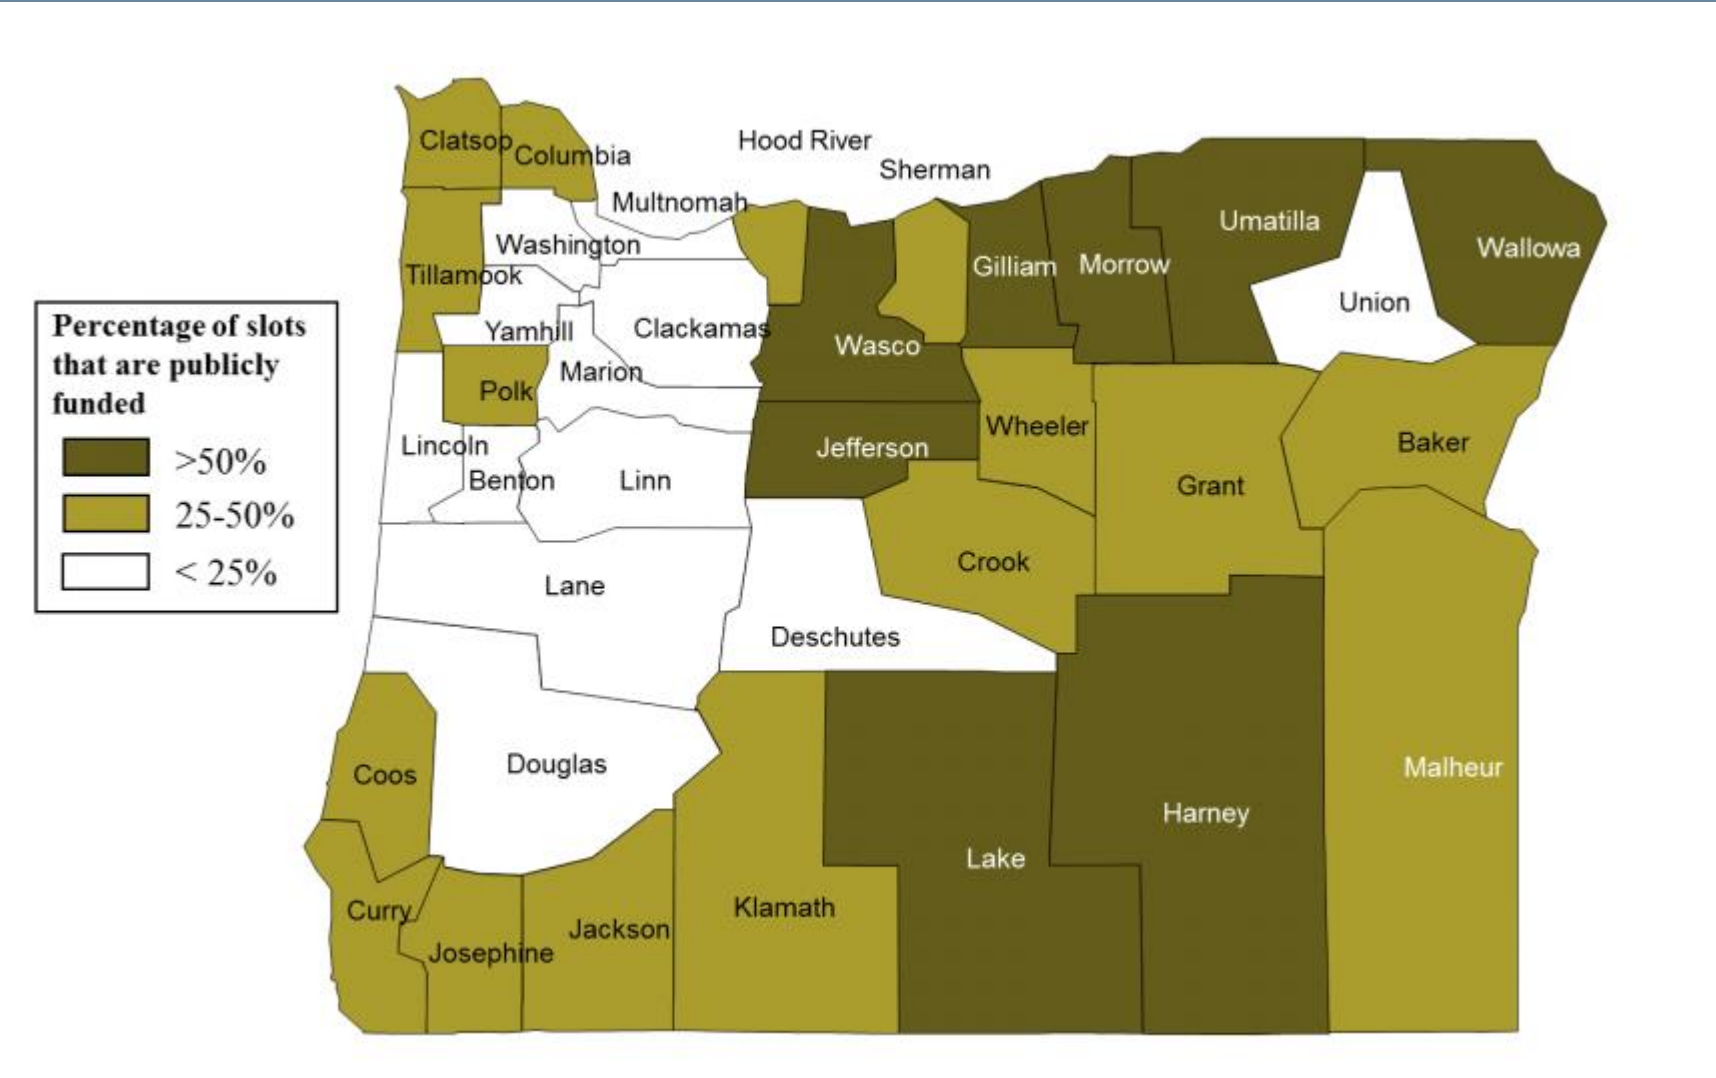 Hood River
Clatsop
Columbia
Sherman
Multnomah
Umatilla
Washington
Wallowa
Tillamook
Gilliam
Morrow
Union
Percentage of slots
that are publicly
funded
>50%
25-50%
< 25%
Yamhill
Clackamas
Wasco
Marion
Polk
Wheeler
Baker
Lincoln
Jefferson
Benton
Linn
Grant
Crook
Lane
Deschutes
Douglas
Coos
Malheur
Harney
Lake
Curry
Klamath
Jackson
Josephine